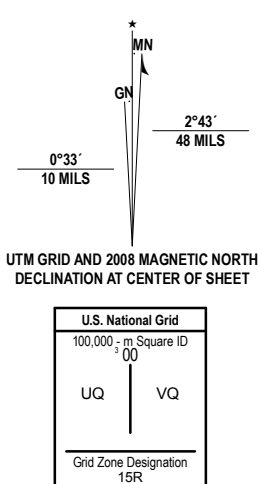 ★
MN
GN
2°43´
48 MILS
0°33´
10 MILS
UTM GRID AND 2008 MAGNETIC NORTH
DECLINATION AT CENTER OF SHEET
U.S. National Grid
100,000 - m Square ID
³00
UQ VQ
Grid Zone Designation
15R